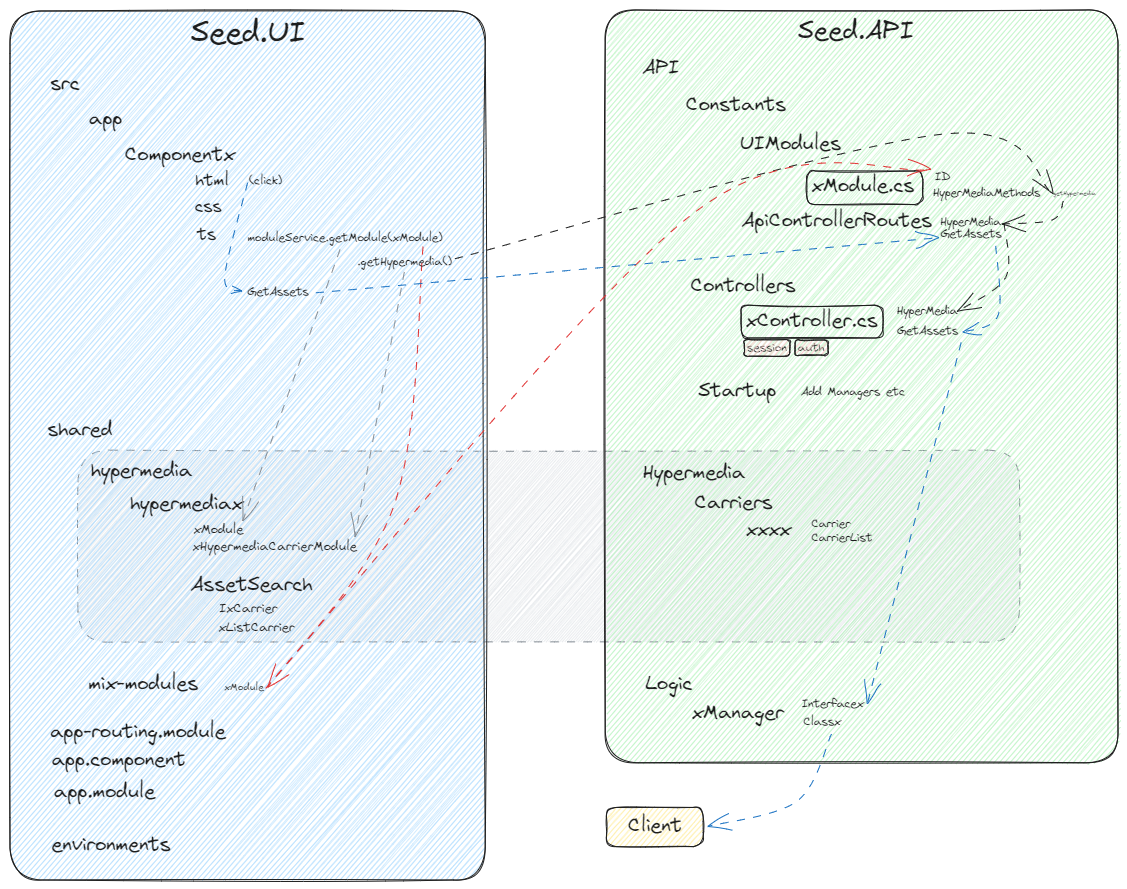 Seed.UI
src
app
Componentx
html (click)
css
ts moduleService.getModule(xModule)
.getHypermedia()
GetAssets
shared
hypermedia
hypermediax
xModule
xHypermediaCarrierModule
AssetSearch
IxCarrier
xListCarrier
mix-modules xModule
app-routing.module
app.component
app.module
environments
Seed.API
API
Constants
UIModules
xModule.cs
ID
HyperMediaMethods getHypermedia
ApiControllerRoutes HyperMedia
GetAssets
Controllers
xController.cs
HyperMedia
GetAssets
session auth
Startup Add Managers etc
Hypermedia
Carriers
xxxx Carrier
CarrierList
Logic
xManager Interfacex
Classx
Client